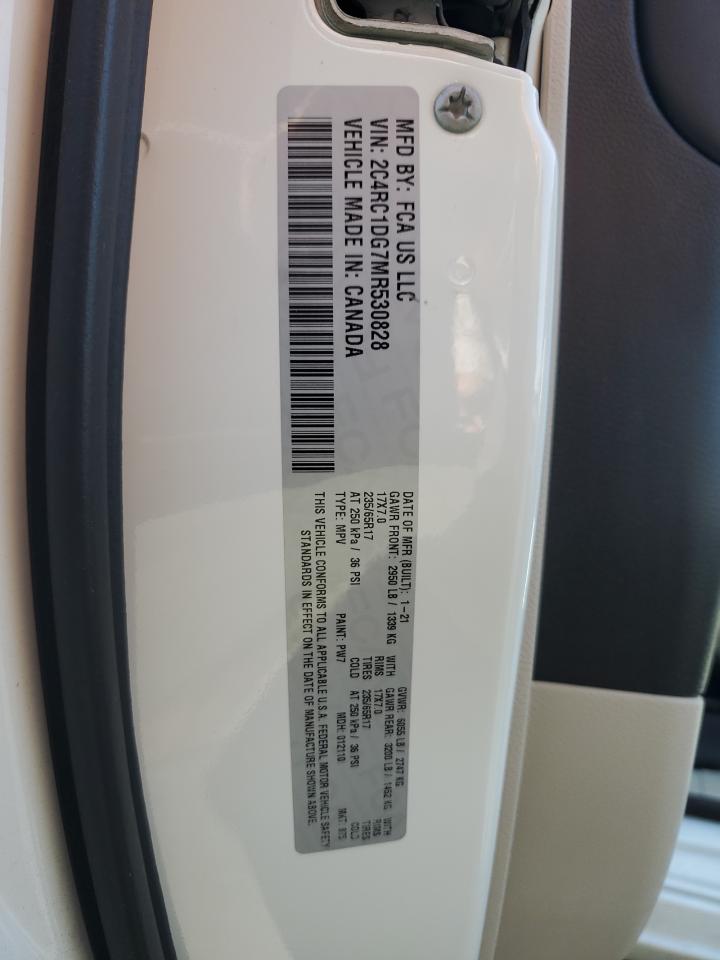 MFD BY: FCA US LLC
VIN: 2C4RC1DG7MR530828
VEHICLE MADE IN: CANADA
DATE OF MFR (BUILT): 1-21 GVWR: 6055 LB / 2747 KG
GAWR FRONT: 2950 LB / 1339 KG WITH GAWR REAR: 3200 LB / 1452 KG WITH
17X7.0 RIMS 17X7.0 RIMS
235/65R17 TIRES 235/65R17 TIRES
AT 250 kPa / 36 PSI COLD AT 250 kPa / 36 PSI COLD
TYPE: MPV PAINT: PW7 MDH: 012110 MAT:
THIS VEHICLE CONFORMS TO ALL APPLICABLE U.S.A. FEDERAL MOTOR VEHICLE SAFETY
STANDARDS IN EFFECT ON THE DATE OF MANUFACTURE SHOWN ABOVE.